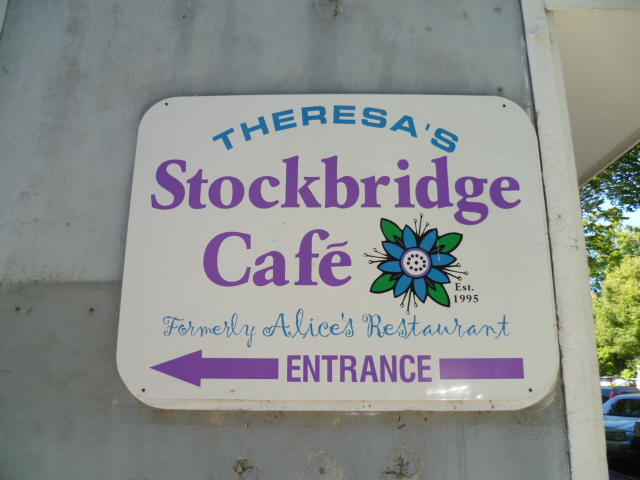 THERESA'S
Stockbridge
Café
Est.
1995
Formerly Alice's Restaurant
ENTRANCE